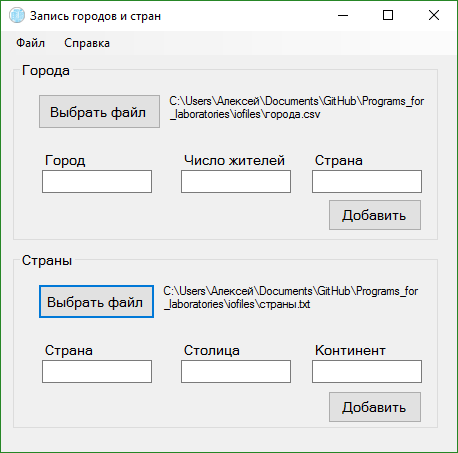 Запись городов и стран
Файл Справка
Города
Выбрать файл
C:\Users\Алексей\Documents\GitHub\Programs_for
_laboratories\iofiles\города.csv
Город Число жителей Страна
Добавить
Страны
Выбрать файл
C:\Users\Алексей\Documents\GitHub\Programs_for
_laboratories\iofiles\страны.txt
Страна Столица Континент
Добавить